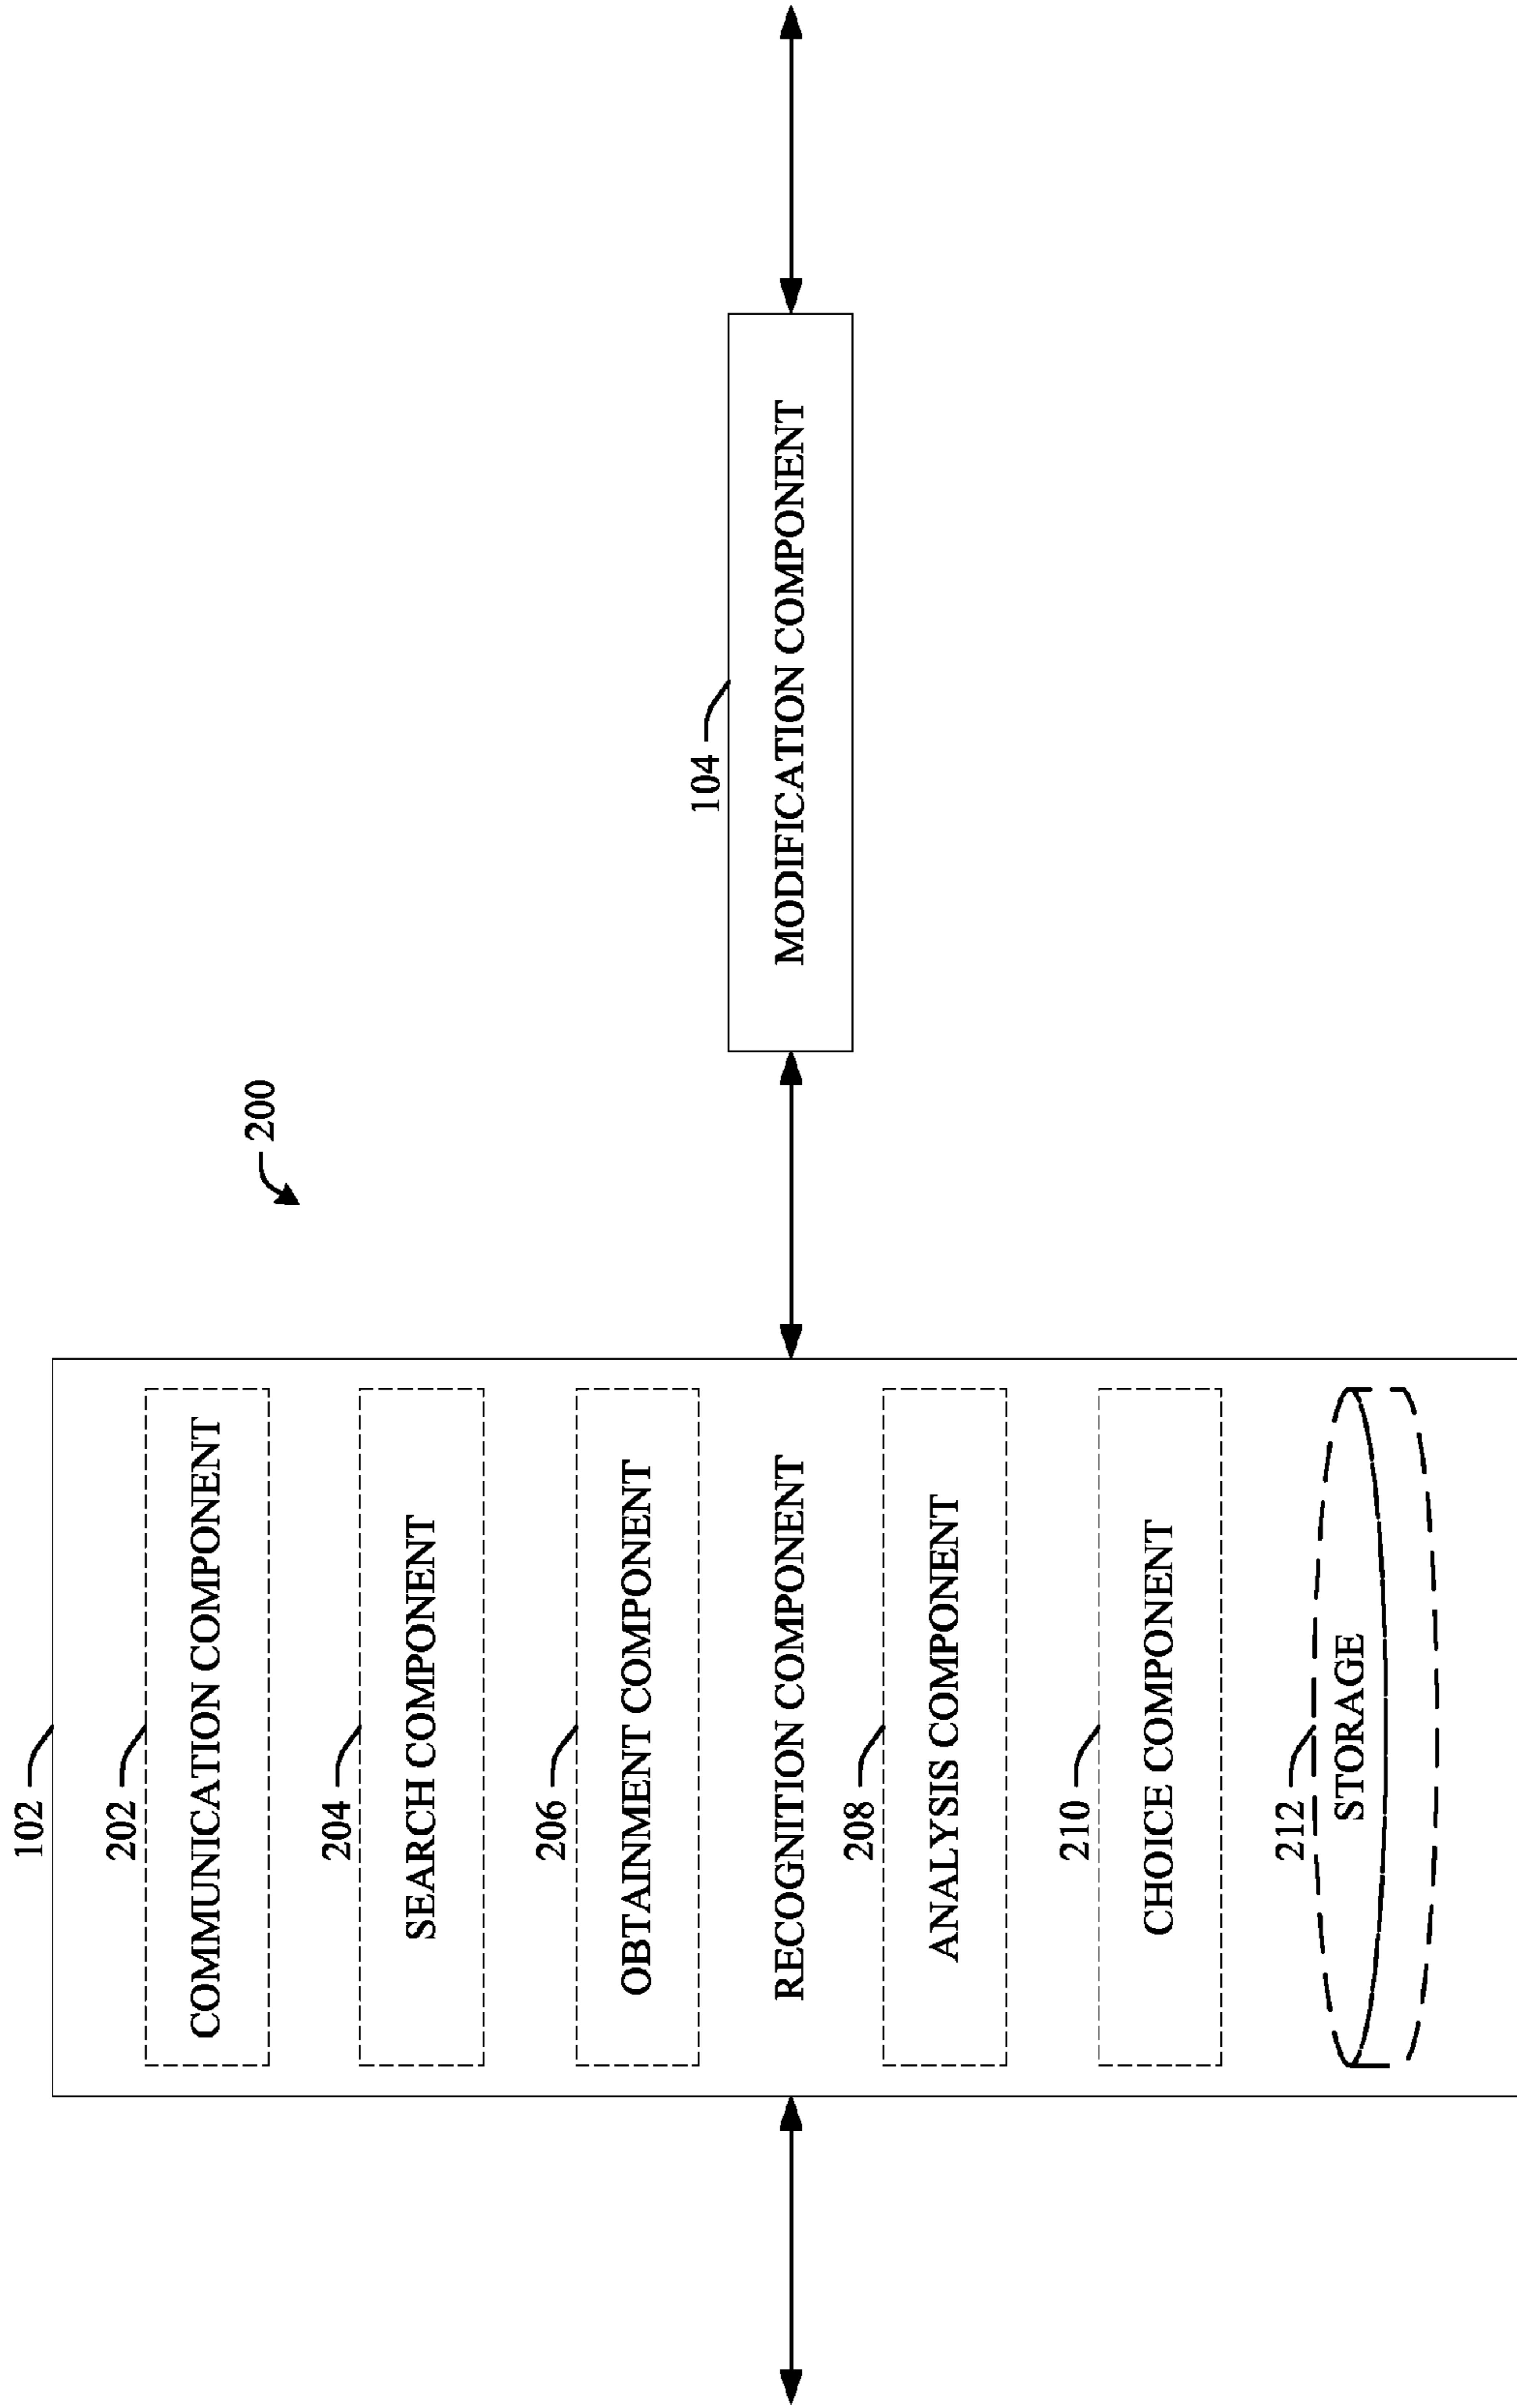 200
102
202
COMMUNICATION COMPONENT
204
SEARCH COMPONENT
206
OBTAINMENT COMPONENT
RECOGNITION COMPONENT
208
ANALYSIS COMPONENT
210
CHOICE COMPONENT
212
STORAGE
104
MODIFICATION COMPONENT